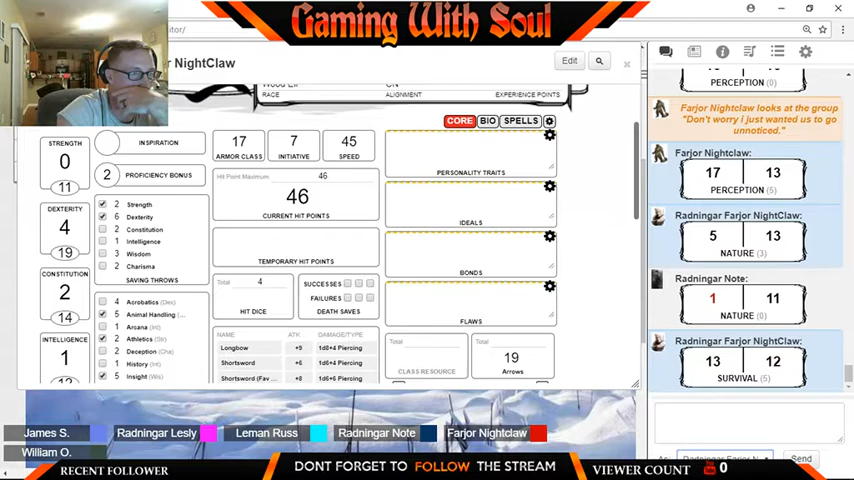 Gaming With Soul
itor/
r NightClaw
Edit
RACE
ALIGNMENT
EXPERIENCE POINTS
CORE BIO SPELLS
STRENGTH
0
11
DEXTERITY
4
19
CONSTITUTION
2
14
INTELLIGENCE
1
INSPIRATION
2 PROFICIENCY BONUS
2 Strength
6 Dexterity
2 Constitution
1 Intelligence
3 Wisdom
2 Charisma
SAVING THROWS
4 Acrobatics (Dex)
5 Animal Handling (...
1 Arcana (Int)
2 Athletics (Str)
2 Deception (Cha)
1 History (Int)
5 Insight (Wis)
17
ARMOR CLASS
7
INITIATIVE
45
SPEED
Hit Point Maximum 46
46
CURRENT HIT POINTS
TEMPORARY HIT POINTS
Total 4
HIT DICE
SUCCESSES
FAILURES
DEATH SAVES
NAME ATK DAMAGE/TYPE
Longbow +9 1d8+4 Piercing
Shortsword +6 1d6+4 Piercing
Shortsword (Fav ... +8 1d6+6 Piercing
PERSONALITY TRAITS
IDEALS
BONDS
FLAWS
Total
CLASS RESOURCE
Total
19
Arrows
PERCEPTION (0)
Farjor Nightclaw looks at the group
"Don't worry i just wanted us to go
unnoticed."
Farjor Nightclaw:
17 13
PERCEPTION (5)
Radningar Farjor NightClaw:
5 13
NATURE (3)
Radningar Note:
1 11
NATURE (0)
Radningar Farjor NightClaw:
13 12
SURVIVAL (5)
As: Radningar Farjor N
Send
James S.
Radningar Lesly
Leman Russ
Radningar Note
Farjor Nightclaw
William O.
RECENT FOLLOWER
DONT FORGET TO FOLLOW THE STREAM
VIEWER COUNT 0